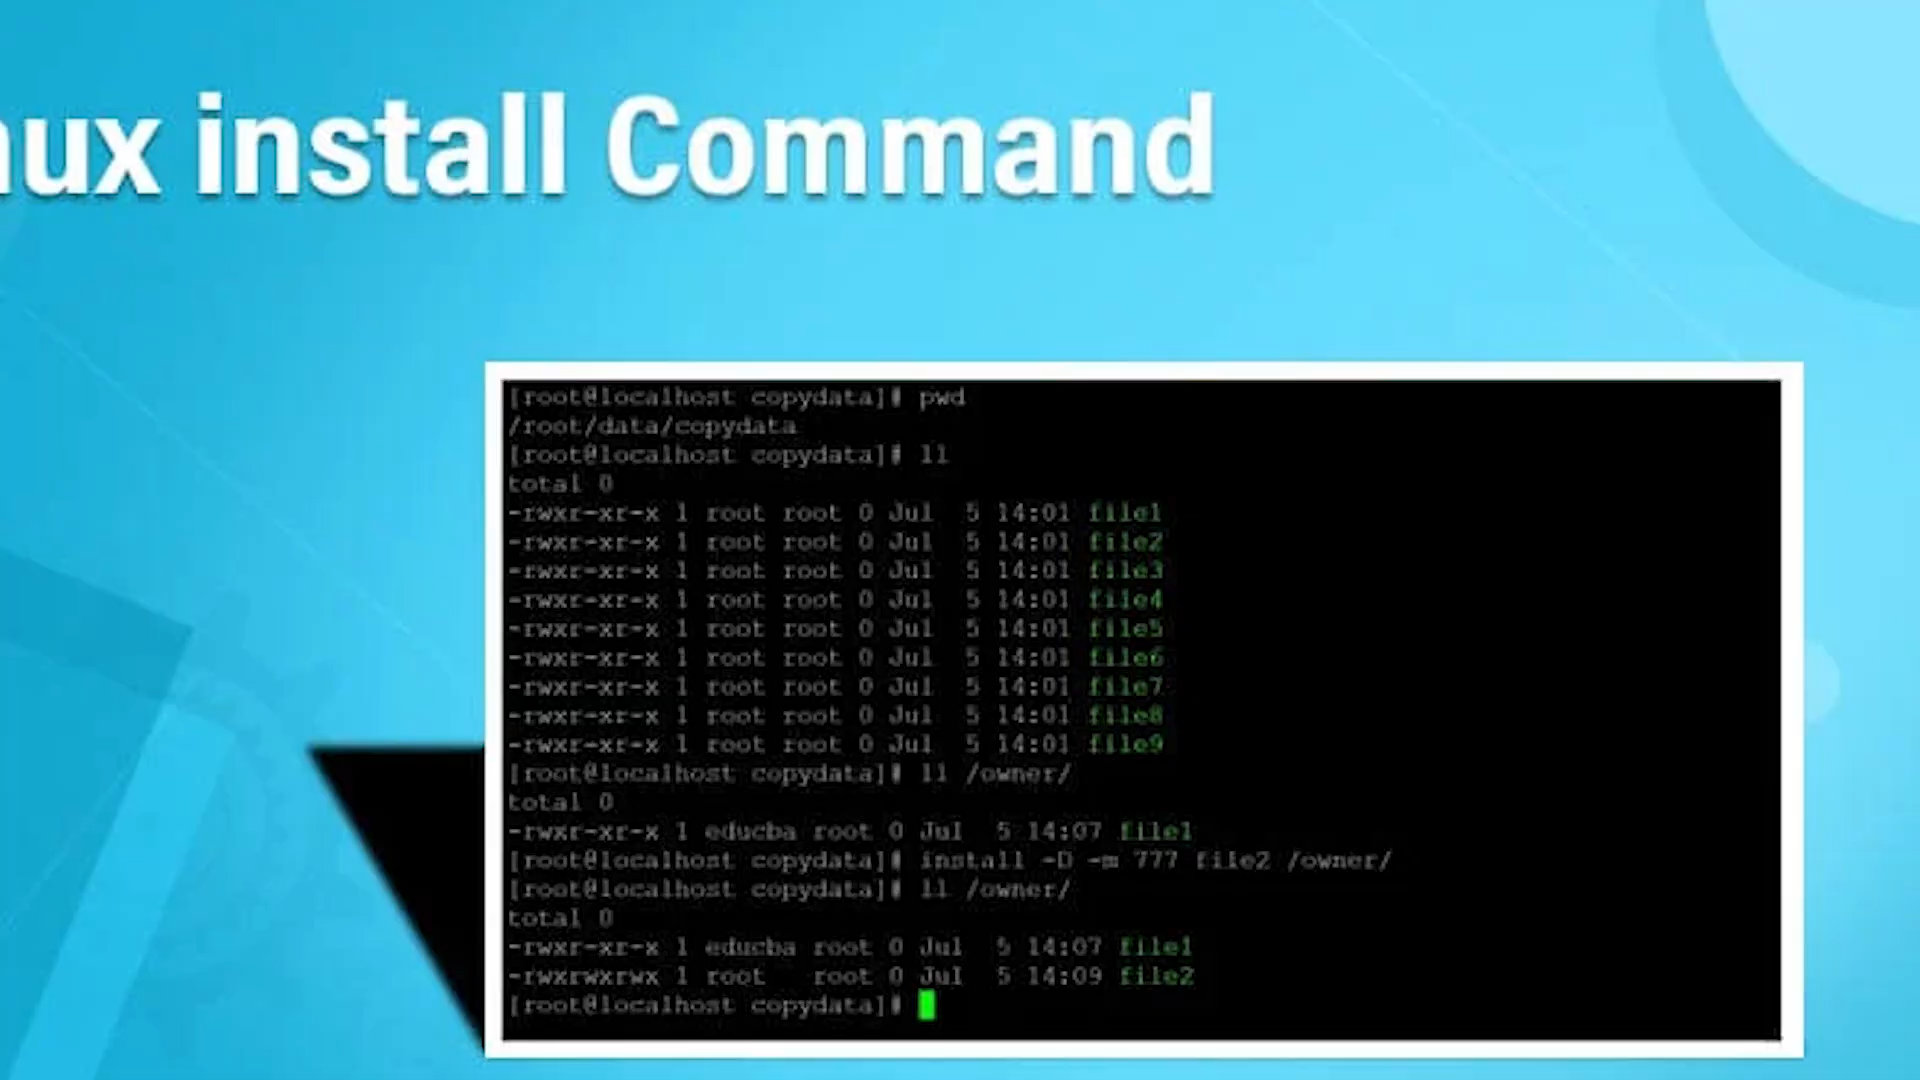 nux install Command
[root@localhost copydata]# pwd
/root/data/copydata
[root@localhost copydata]# ll
total 0
-rwxr-xr-x 1 root root 0 Jul  5 14:01 file1
-rwxr-xr-x 1 root root 0 Jul  5 14:01 file2
-rwxr-xr-x 1 root root 0 Jul  5 14:01 file3
-rwxr-xr-x 1 root root 0 Jul  5 14:01 file4
-rwxr-xr-x 1 root root 0 Jul  5 14:01 file5
-rwxr-xr-x 1 root root 0 Jul  5 14:01 file6
-rwxr-xr-x 1 root root 0 Jul  5 14:01 file7
-rwxr-xr-x 1 root root 0 Jul  5 14:01 file8
-rwxr-xr-x 1 root root 0 Jul  5 14:01 file9
[root@localhost copydata]# ll /owner/
total 0
-rwxr-xr-x 1 educba root 0 Jul  5 14:07 file1
[root@localhost copydata]# install -D -m 777 file2 /owner/
[root@localhost copydata]# ll /owner/
total 0
-rwxr-xr-x 1 educba root 0 Jul  5 14:07 file1
-rwxrwxrwx 1 root   root 0 Jul  5 14:09 file2
[root@localhost copydata]#